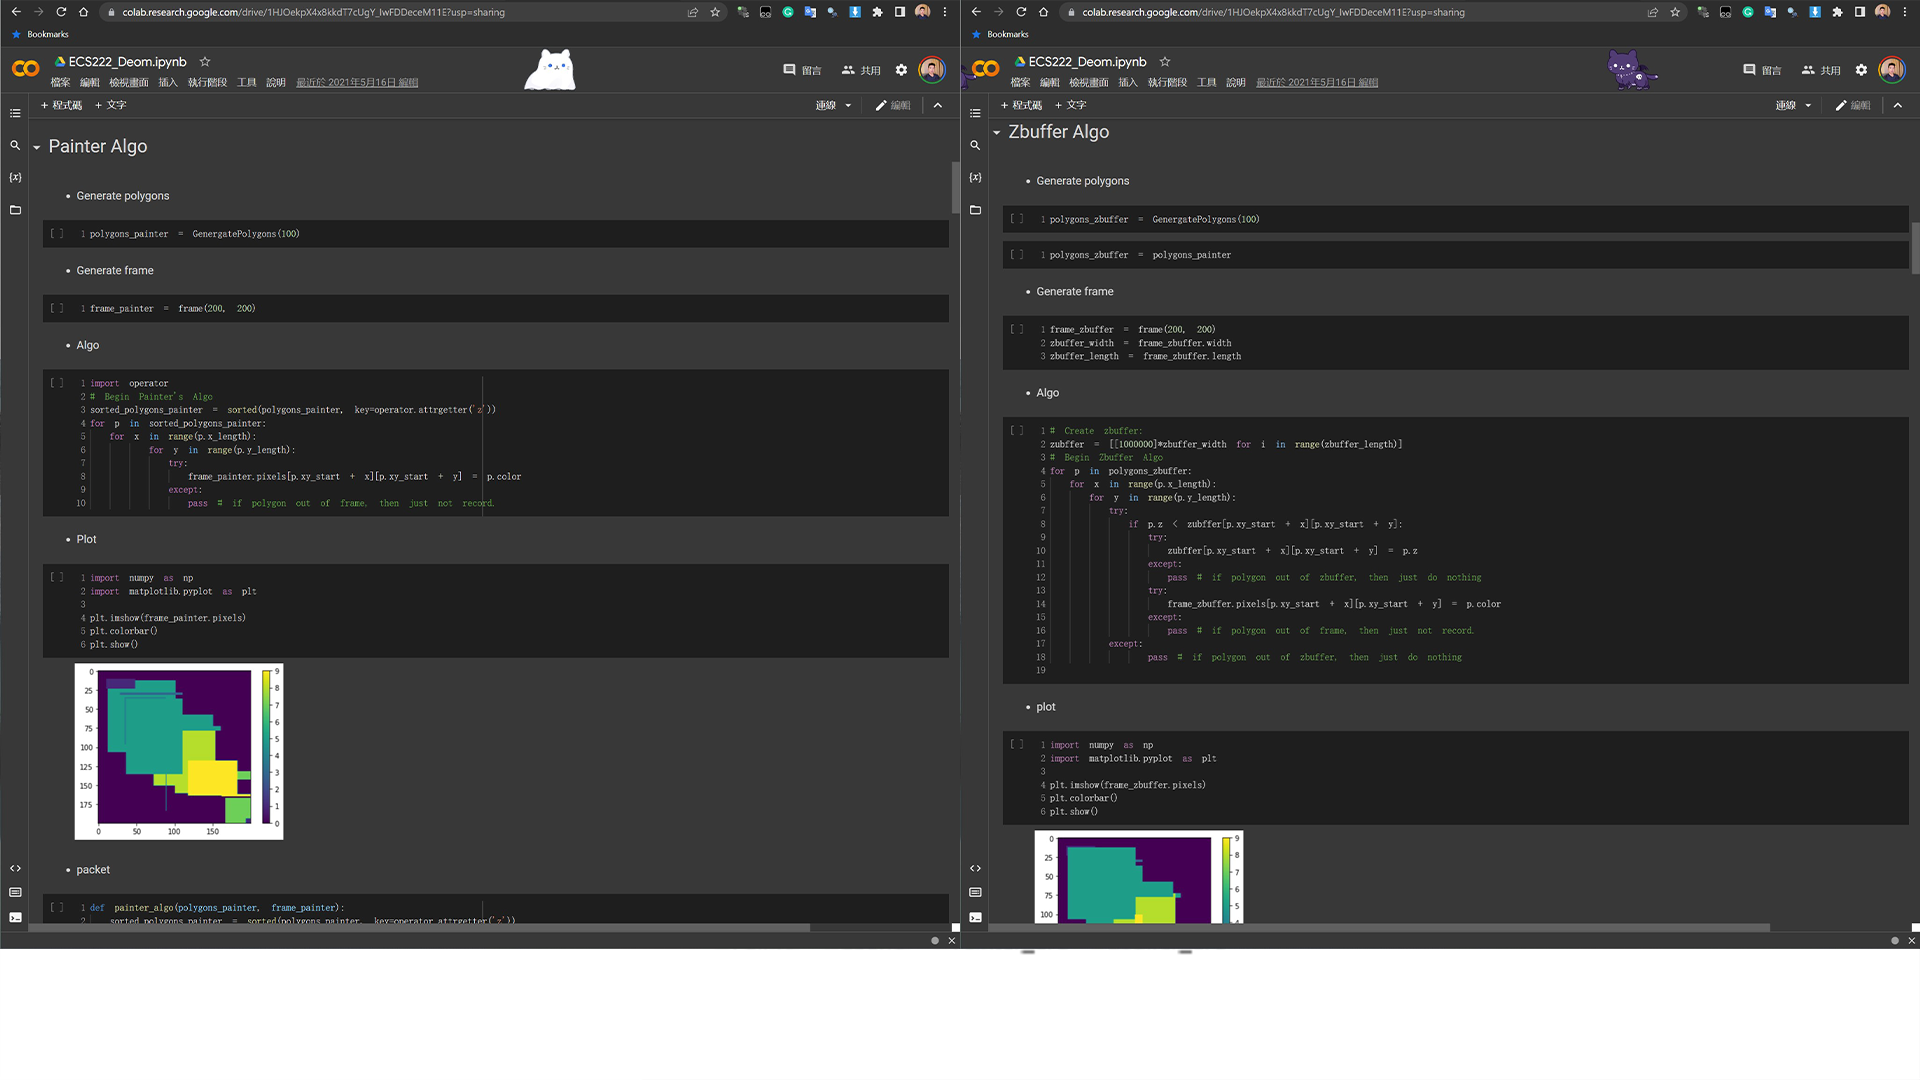 colab.research.google.com/drive/1HJOekpX4x8kkdT7cUgY_IwFDDeceM11E?usp=sharing
Bookmarks
ECS222_Deom.ipynb
檔案 編輯 檢視畫面 插入 執行階段 工具 說明 最近於 2021年5月16日 編輯
留言 共用
+ 程式碼 + 文字
連線 編輯
Painter Algo
Generate polygons
[ ] 1 polygons_painter = GenergatePolygons(100)
Generate frame
[ ] 1 frame_painter = frame(200, 200)
Algo
[ ] 1 import operator
2 # Begin Painter's Algo
3 sorted_polygons_painter = sorted(polygons_painter, key=operator.attrgetter('z'))
4 for p in sorted_polygons_painter:
5 for x in range(p.x_length):
6 for y in range(p.y_length):
7 try:
8 frame_painter.pixels[p.xy_start + x][p.xy_start + y] = p.color
9 except:
10 pass # if polygon out of frame, then just not record.
Plot
[ ] 1 import numpy as np
2 import matplotlib.pyplot as plt
3
4 plt.imshow(frame_painter.pixels)
5 plt.colorbar()
6 plt.show()
0
25
50
75
100
125
150
175
0 50 100 150
9
8
7
6
5
4
3
2
1
0
packet
[ ] 1 def painter_algo(polygons_painter, frame_painter):
2 sorted_polygons_painter = sorted(polygons_painter, key=operator.attrgetter('z'))
colab.research.google.com/drive/1HJOekpX4x8kkdT7cUgY_IwFDDeceM11E?usp=sharing
Bookmarks
ECS222_Deom.ipynb
檔案 編輯 檢視畫面 插入 執行階段 工具 說明 最近於 2021年5月16日 編輯
留言 共用
+ 程式碼 + 文字
連線 編輯
Zbuffer Algo
Generate polygons
[ ] 1 polygons_zbuffer = GenergatePolygons(100)
[ ] 1 polygons_zbuffer = polygons_painter
Generate frame
[ ] 1 frame_zbuffer = frame(200, 200)
2 zbuffer_width = frame_zbuffer.width
3 zbuffer_length = frame_zbuffer.length
Algo
[ ] 1 # Create zbuffer:
2 zubffer = [[1000000]*zbuffer_width for i in range(zbuffer_length)]
3 # Begin Zbuffer Algo
4 for p in polygons_zbuffer:
5 for x in range(p.x_length):
6 for y in range(p.y_length):
7 try:
8 if p.z < zubffer[p.xy_start + x][p.xy_start + y]:
9 try:
10 zubffer[p.xy_start + x][p.xy_start + y] = p.z
11 except:
12 pass # if polygon out of zbuffer, then just do nothing
13 try:
14 frame_zbuffer.pixels[p.xy_start + x][p.xy_start + y] = p.color
15 except:
16 pass # if polygon out of frame, then just not record.
17 except:
18 pass # if polygon out of zbuffer, then just do nothing
19
plot
[ ] 1 import numpy as np
2 import matplotlib.pyplot as plt
3
4 plt.imshow(frame_zbuffer.pixels)
5 plt.colorbar()
6 plt.show()
0
25
50
75
100
9
8
7
6
5